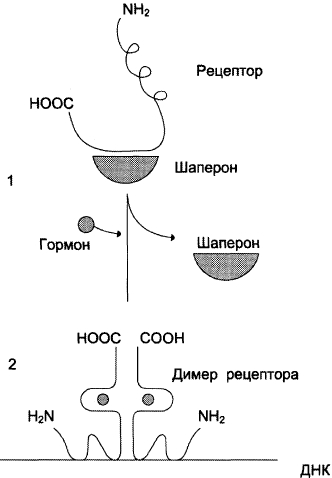 NH₂
Рецептор
HOOC
Шаперон
1
Гормон
Шаперон
HOOC COOH
2
Димер рецептора
H₂N
NH₂
ДНК